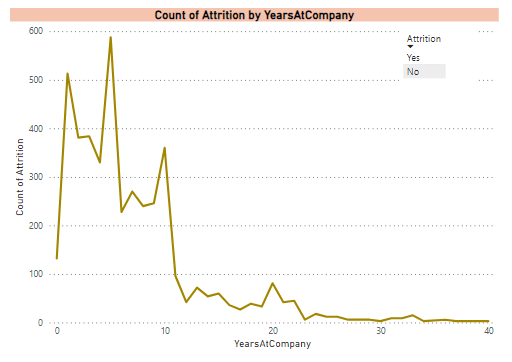 Count of Attrition by YearsAtCompany
Attrition
Yes
No
Count of Attrition
600
500
400
300
200
100
0
0 10 20 30 40
YearsAtCompany